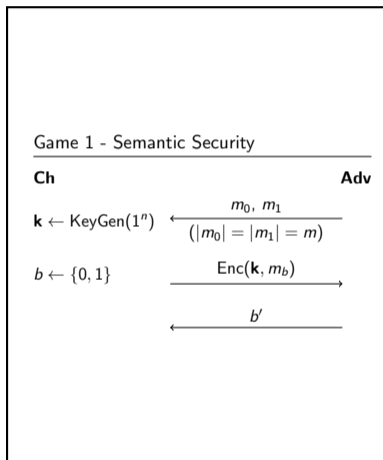 Game 1 - Semantic Security
Ch Adv
k ← KeyGen(1ⁿ) m₀, m₁
(|m₀| = |m₁| = m)
b ← {0, 1} Enc(k, m_b)
b′